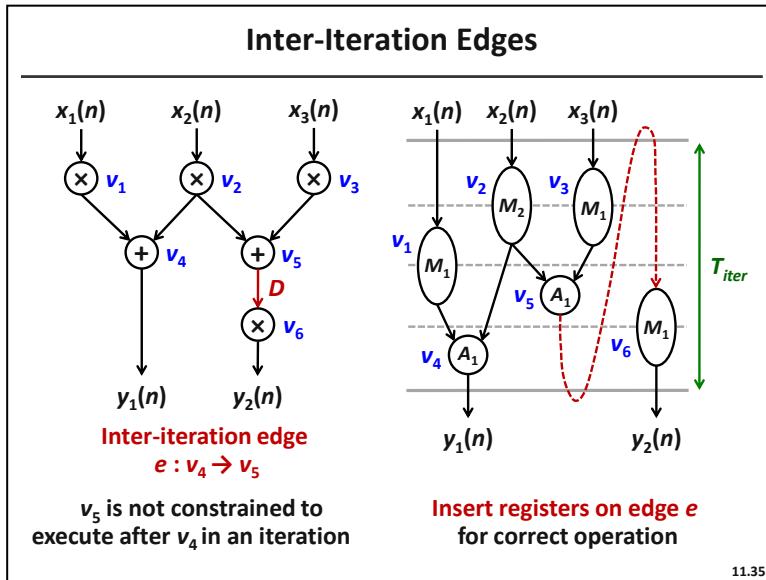 Inter-Iteration Edges
x₁(n) x₂(n) x₃(n)
× v₁ × v₂ × v₃
+ v₄ + v₅
D
× v₆
y₁(n) y₂(n)
Inter-iteration edge
e : v₄ → v₅
v₅ is not constrained to
execute after v₄ in an iteration
x₁(n) x₂(n) x₃(n)
v₂ v₃
M₂ M₁
v₁
M₁
T_iter
v₅ A₁
M₁
v₄ A₁ v₆
y₁(n) y₂(n)
Insert registers on edge e
for correct operation
11.35